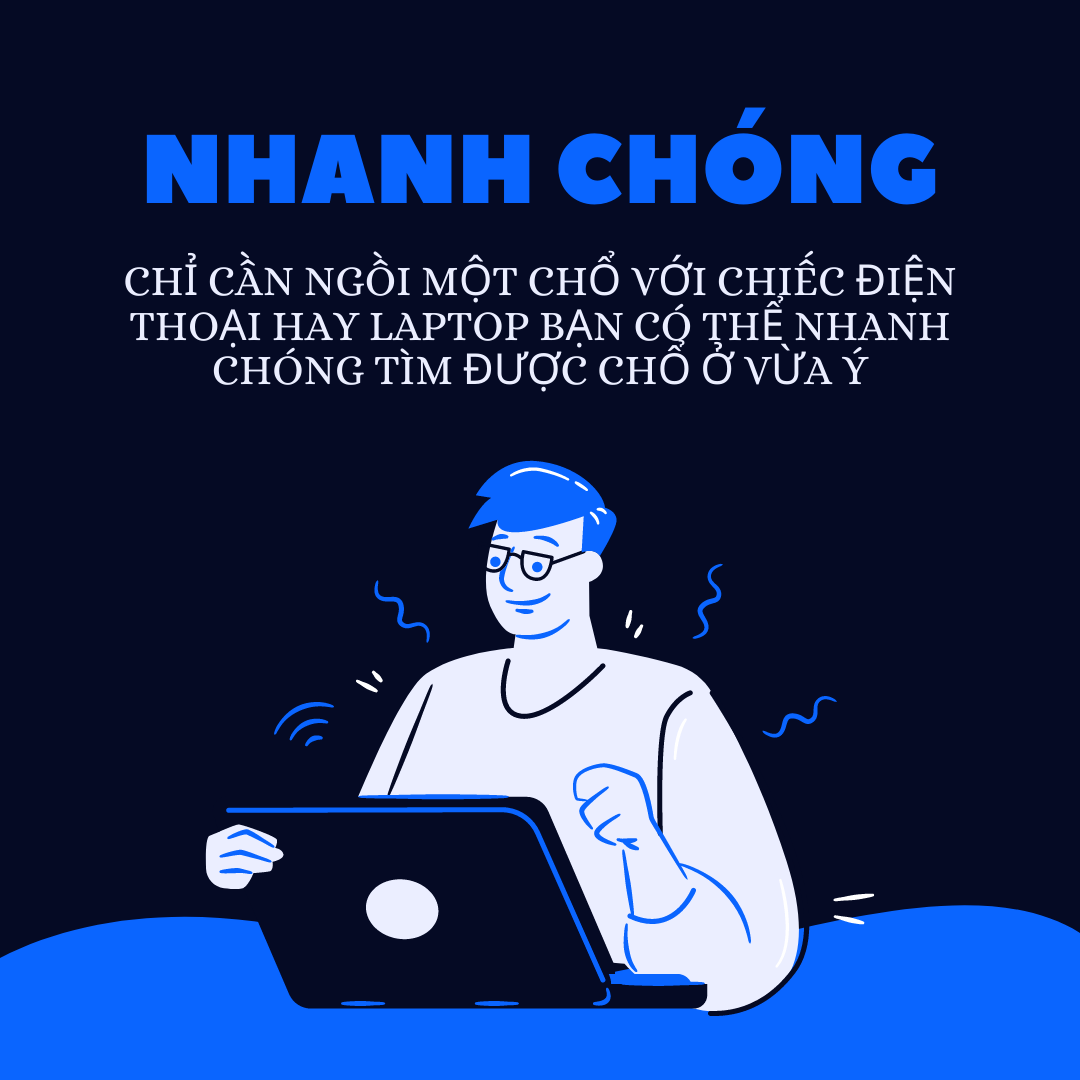 NHANH CHÓNG
CHỈ CẦN NGỒI MỘT CHỔ VỚI CHIẾC ĐIỆN
THOẠI HAY LAPTOP BẠN CÓ THỂ NHANH
CHÓNG TÌM ĐƯỢC CHỖ Ở VỪA Ý